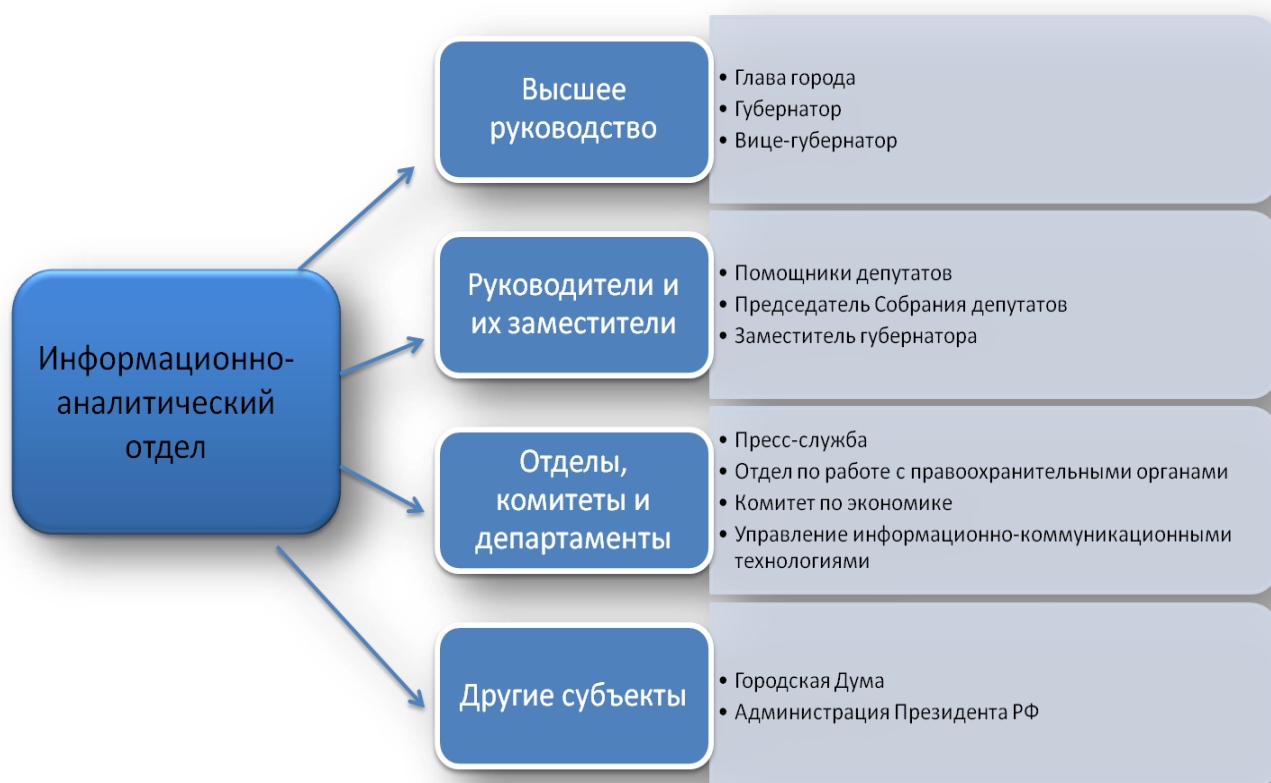 Информационно-
аналитический
отдел
Высшее
руководство
• Глава города
• Губернатор
• Вице-губернатор
Руководители и
их заместители
• Помощники депутатов
• Председатель Собрания депутатов
• Заместитель губернатора
Отделы,
комитеты и
департаменты
• Пресс-служба
• Отдел по работе с правоохранительными органами
• Комитет по экономике
• Управление информационно-коммуникационными
технологиями
Другие субъекты
• Городская Дума
• Администрация Президента РФ